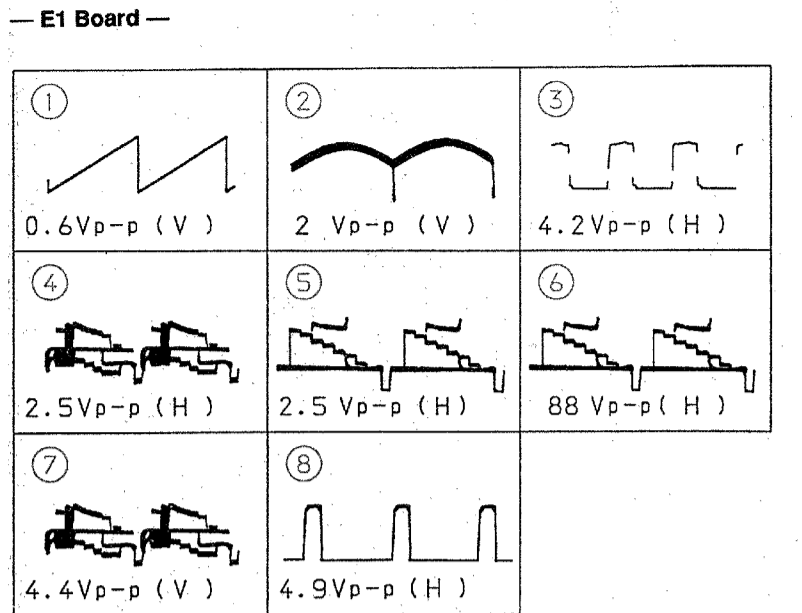 — E1 Board —
① ② ③
0.6Vp-p ( V ) 2 Vp-p ( V ) 4.2Vp-p ( H )
④ ⑤ ⑥
2.5Vp-p ( H ) 2.5 Vp-p ( H ) 88 Vp-p ( H )
⑦ ⑧
4.4Vp-p ( V ) 4.9Vp-p ( H )